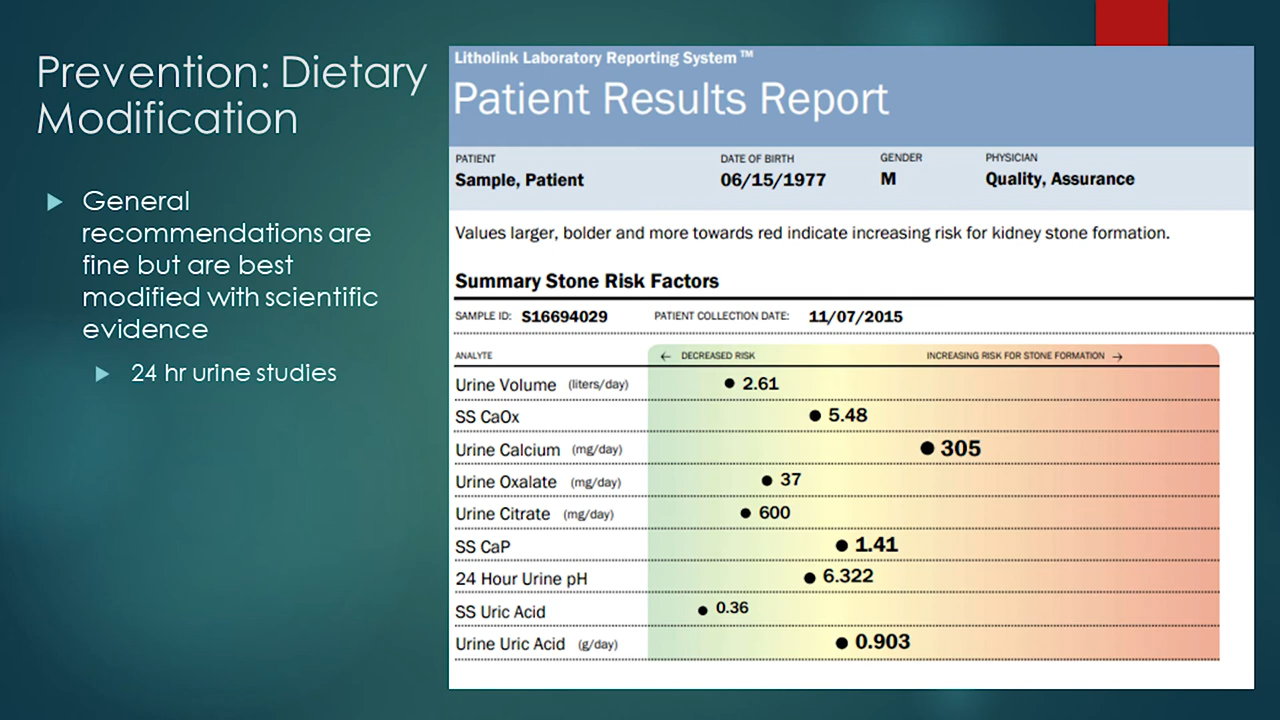 Prevention: Dietary
Modification
General
recommendations are
fine but are best
modified with scientific
evidence
24 hr urine studies
Litholink Laboratory Reporting System™
Patient Results Report
PATIENT DATE OF BIRTH GENDER PHYSICIAN
Sample, Patient 06/15/1977 M Quality, Assurance
Values larger, bolder and more towards red indicate increasing risk for kidney stone formation.
Summary Stone Risk Factors
SAMPLE ID: S16694029 PATIENT COLLECTION DATE: 11/07/2015
ANALYTE ← DECREASED RISK INCREASING RISK FOR STONE FORMATION →
Urine Volume (liters/day) 2.61
SS CaOx 5.48
Urine Calcium (mg/day) 305
Urine Oxalate (mg/day) 37
Urine Citrate (mg/day) 600
SS CaP 1.41
24 Hour Urine pH 6.322
SS Uric Acid 0.36
Urine Uric Acid (g/day) 0.903